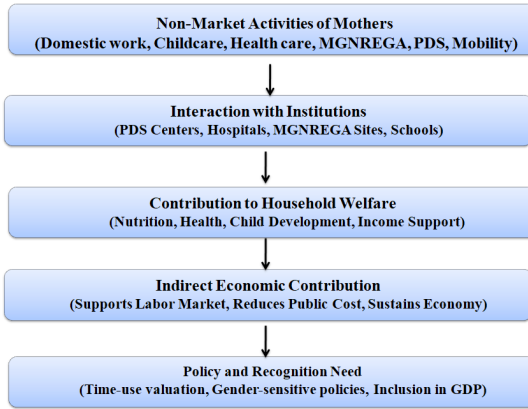 Non-Market Activities of Mothers
(Domestic work, Childcare, Health care, MGNREGA, PDS, Mobility)
Interaction with Institutions
(PDS Centers, Hospitals, MGNREGA Sites, Schools)
Contribution to Household Welfare
(Nutrition, Health, Child Development, Income Support)
Indirect Economic Contribution
(Supports Labor Market, Reduces Public Cost, Sustains Economy)
Policy and Recognition Need
(Time-use valuation, Gender-sensitive policies, Inclusion in GDP)